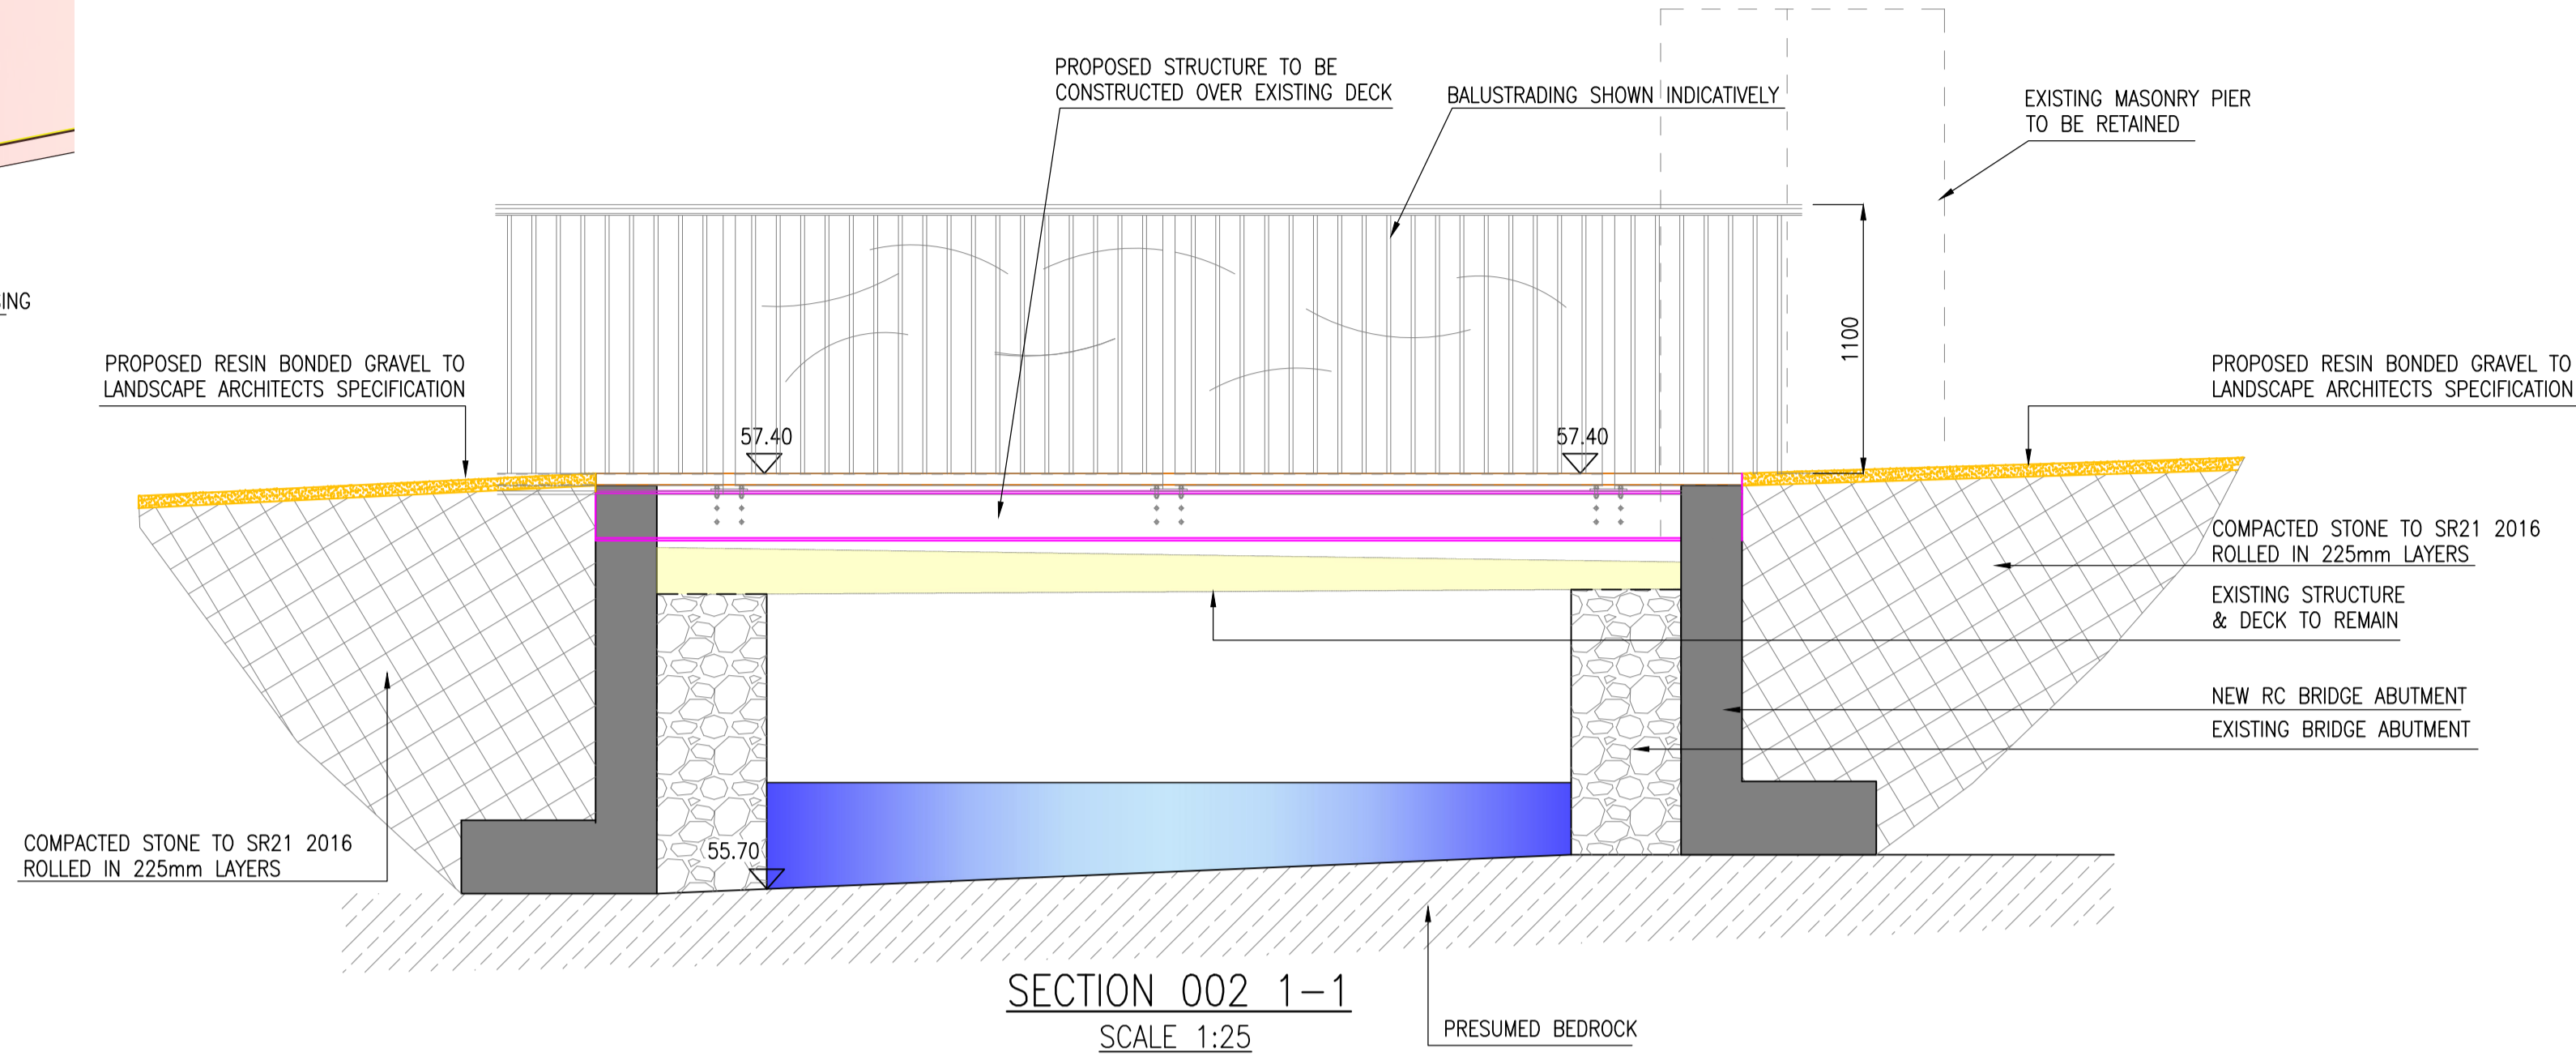 PROPOSED STRUCTURE TO BE
CONSTRUCTED OVER EXISTING DECK
BALUSTRADING SHOWN INDICATIVELY
EXISTING MASONRY PIER
TO BE RETAINED
SING
1100
PROPOSED RESIN BONDED GRAVEL TO
LANDSCAPE ARCHITECTS SPECIFICATION
PROPOSED RESIN BONDED GRAVEL TO
LANDSCAPE ARCHITECTS SPECIFICATION
57.40
57.40
COMPACTED STONE TO SR21 2016
ROLLED IN 225mm LAYERS
EXISTING STRUCTURE
& DECK TO REMAIN
NEW RC BRIDGE ABUTMENT
EXISTING BRIDGE ABUTMENT
COMPACTED STONE TO SR21 2016
ROLLED IN 225mm LAYERS
55.70
SECTION 002 1-1
SCALE 1:25
PRESUMED BEDROCK